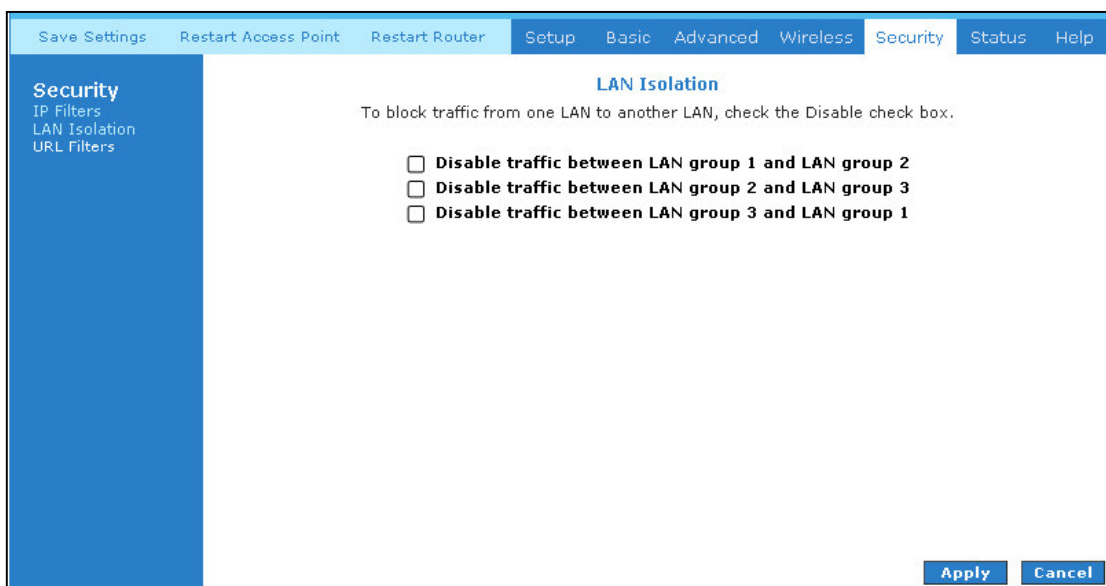 Save Settings Restart Access Point Restart Router Setup Basic Advanced Wireless Security Status Help
Security
IP Filters
LAN Isolation
URL Filters
LAN Isolation
To block traffic from one LAN to another LAN, check the Disable check box.
Disable traffic between LAN group 1 and LAN group 2
Disable traffic between LAN group 2 and LAN group 3
Disable traffic between LAN group 3 and LAN group 1
Apply Cancel